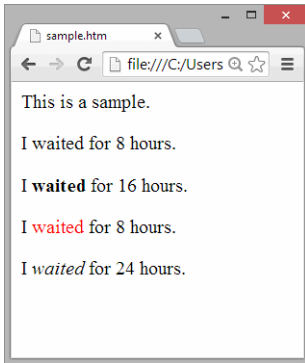 sample.htm
file:///C:/Users
This is a sample.
I waited for 8 hours.
I waited for 16 hours.
I waited for 8 hours.
I waited for 24 hours.